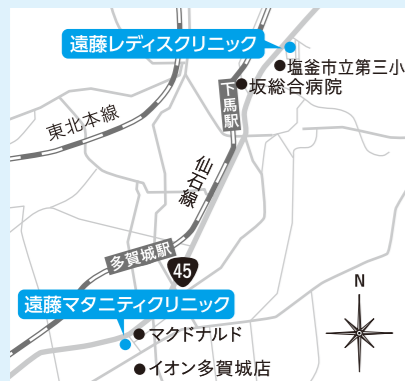 遠藤レディスクリニック
塩釜市立第三小
坂総合病院
下馬駅
東北本線
仙石線
多賀城駅
45
遠藤マタニティクリニック
N
マクドナルド
イオン多賀城店